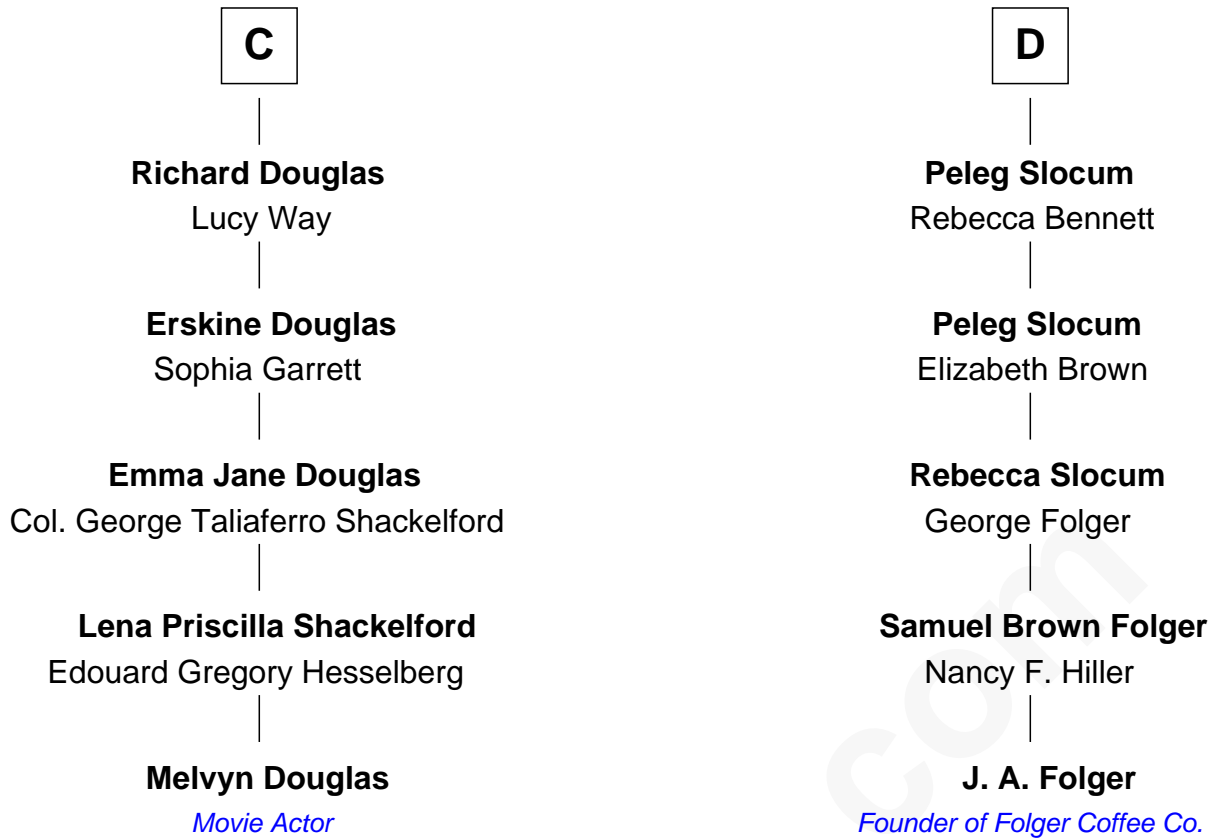 C
Richard Douglas
Lucy Way
Erskine Douglas
Sophia Garrett
Emma Jane Douglas
Col. George Taliaferro Shackelford
Lena Priscilla Shackelford
Edouard Gregory Hesselberg
Melvyn Douglas
Movie Actor
D
Peleg Slocum
Rebecca Bennett
Peleg Slocum
Elizabeth Brown
Rebecca Slocum
George Folger
Samuel Brown Folger
Nancy F. Hiller
J. A. Folger
Founder of Folger Coffee Co.
com